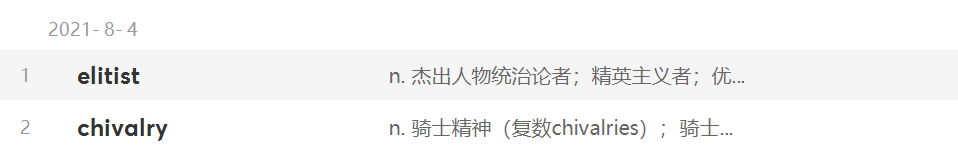 2021- 8- 4
1 elitist n. 杰出人物统治论者；精英主义者；优...
2 chivalry n. 骑士精神（复数chivalries）；骑士...